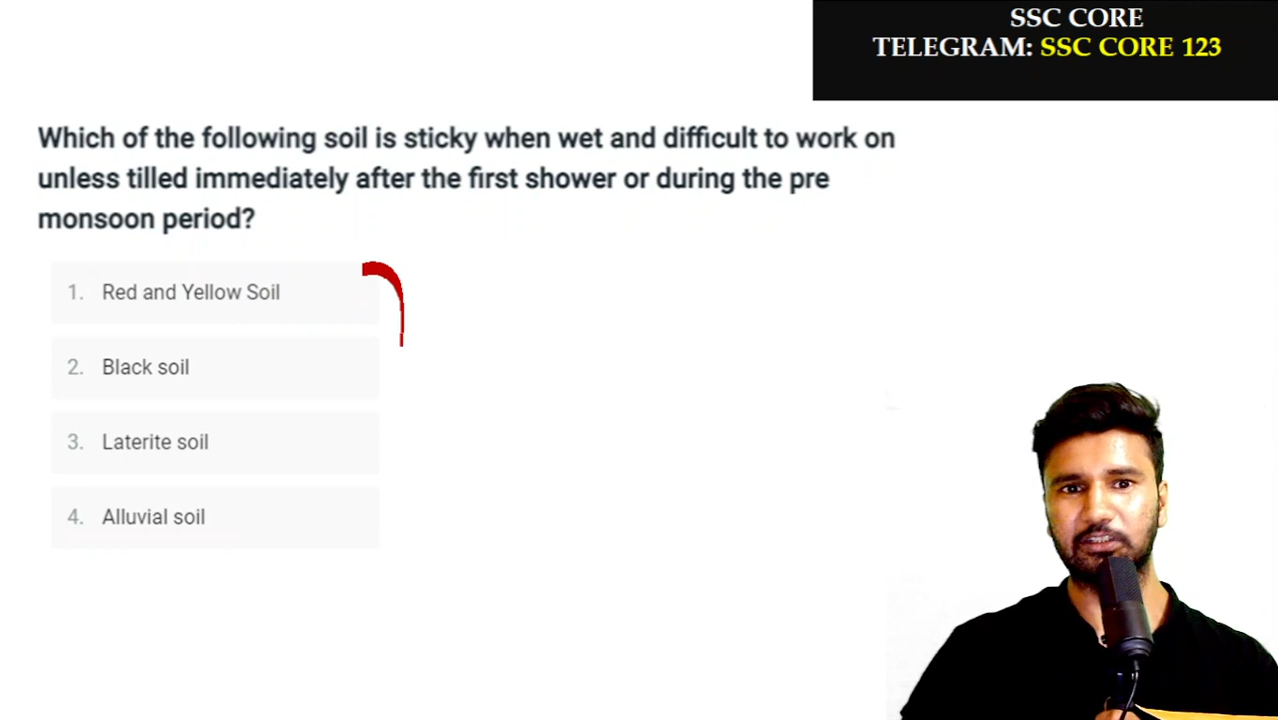 SSC CORE
TELEGRAM: SSC CORE 123
Which of the following soil is sticky when wet and difficult to work on
unless tilled immediately after the first shower or during the pre
monsoon period?
1. Red and Yellow Soil
2. Black soil
3. Laterite soil
4. Alluvial soil